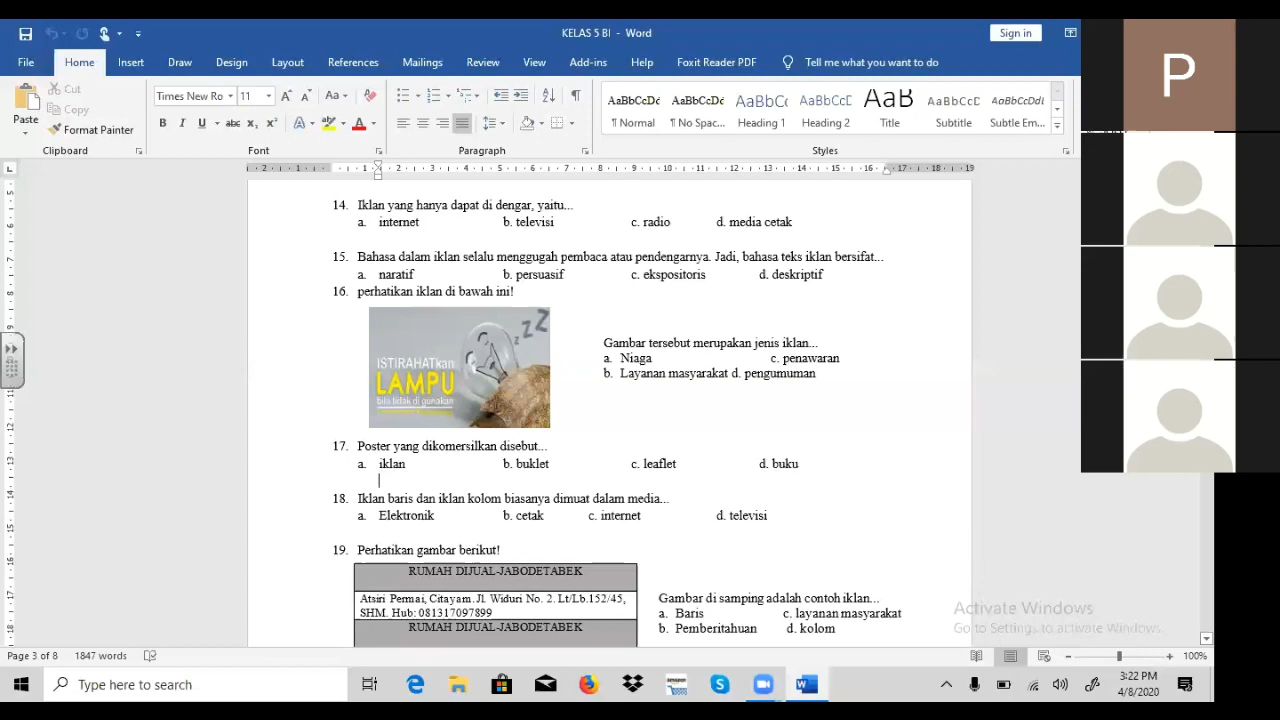 KELAS 5 BI - Word
Sign in
File Home Insert Draw Design Layout References Mailings Review View Add-ins Help Foxit Reader PDF Tell me what you want to do
P
Cut
Copy
Paste
Format Painter
Times New Ro 11
AaBbCcDc AaBbCcDc AaBbCc AaBbCcD AaB AaBbCcD AaBbCcDdI
¶ Normal ¶ No Spac... Heading 1 Heading 2 Title Subtitle Subtle Em...
Clipboard Font Paragraph Styles
14. Iklan yang hanya dapat di dengar, yaitu...
a. internet b. televisi c. radio d. media cetak
15. Bahasa dalam iklan selalu menggugah pembaca atau pendengarnya. Jadi, bahasa teks iklan bersifat...
a. naratif b. persuasif c. ekspositoris d. deskriptif
16. perhatikan iklan di bawah ini!
ISTIRAHATkan
LAMPU
bila tidak di gunakan
z z Z
Gambar tersebut merupakan jenis iklan...
a. Niaga c. penawaran
b. Layanan masyarakat d. pengumuman
17. Poster yang dikomersilkan disebut...
a. iklan b. buklet c. leaflet d. buku
18. Iklan baris dan iklan kolom biasanya dimuat dalam media...
a. Elektronik b. cetak c. internet d. televisi
19. Perhatikan gambar berikut!
RUMAH DIJUAL-JABODETABEK
Atsiri Permai, Citayam. Jl. Widuri No. 2. Lt/Lb.152/45,
SHM. Hub: 081317097899
RUMAH DIJUAL-JABODETABEK
Gambar di samping adalah contoh iklan...
a. Baris c. layanan masyarakat
b. Pemberitahuan d. kolom
Activate Windows
Go to Settings to activate Windows.
Page 3 of 8 1847 words 100%
Type here to search
3:22 PM
4/8/2020